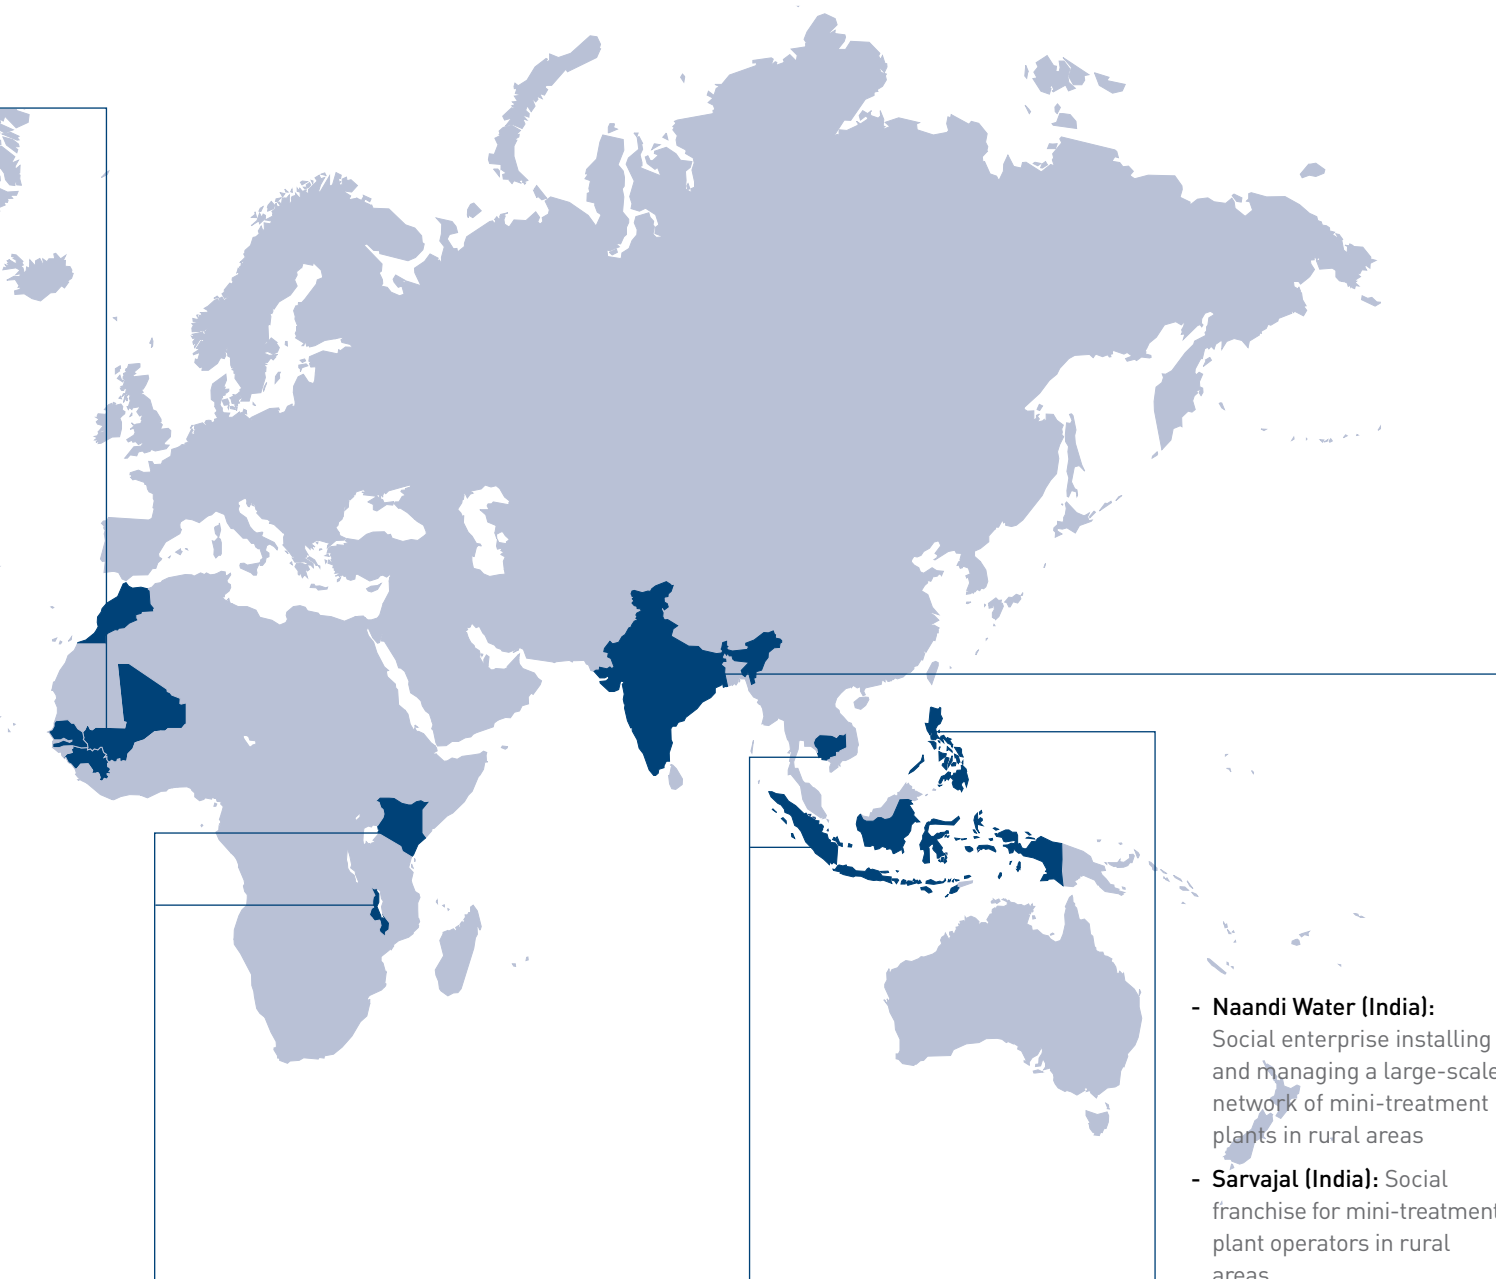 - Naandi Water (India):
Social enterprise installing
and managing a large-scale
network of mini-treatment
plants in rural areas
- Sarvajal (India): Social
franchise for mini-treatment
plant operators in rural
areas